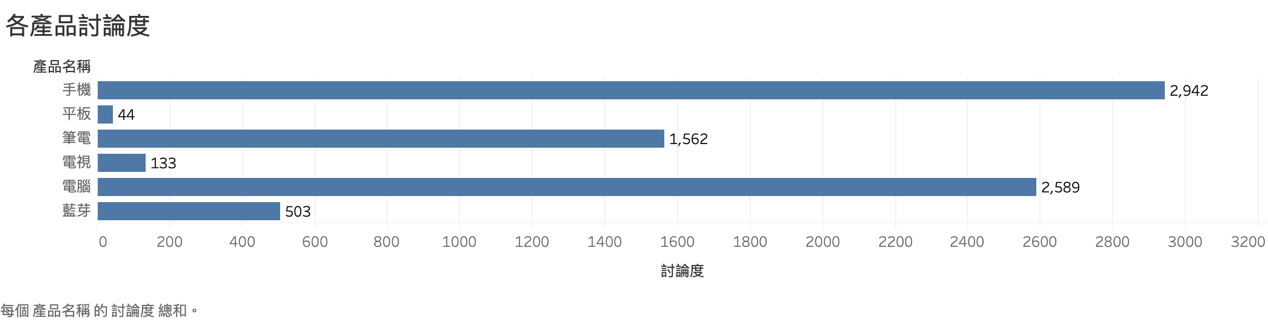 各產品討論度
產品名稱
手機 2,942
平板 44
筆電 1,562
電視 133
電腦 2,589
藍芽 503
0 200 400 600 800 1000 1200 1400 1600 1800 2000 2200 2400 2600 2800 3000 3200
討論度
每個 產品名稱 的 討論度 總和。